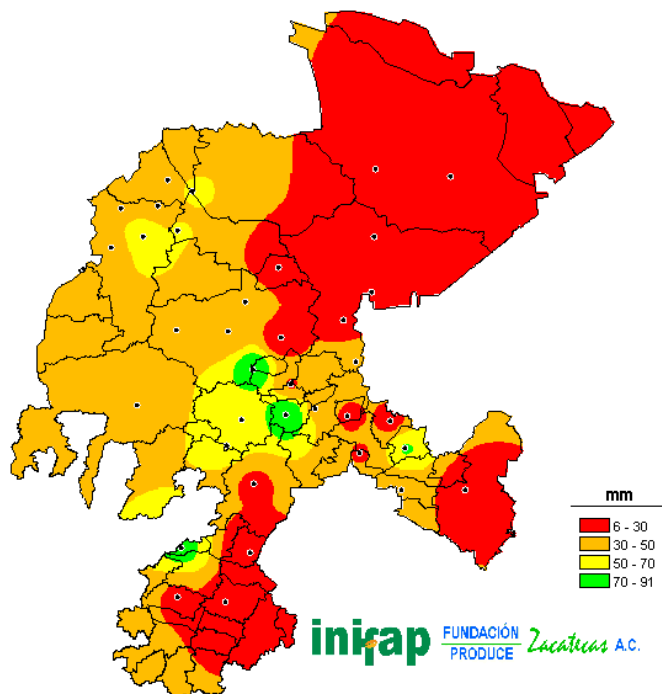 mm
6 - 30
30 - 50
50 - 70
70 - 91
inifap FUNDACIÓN PRODUCE Zacatecas A.C.